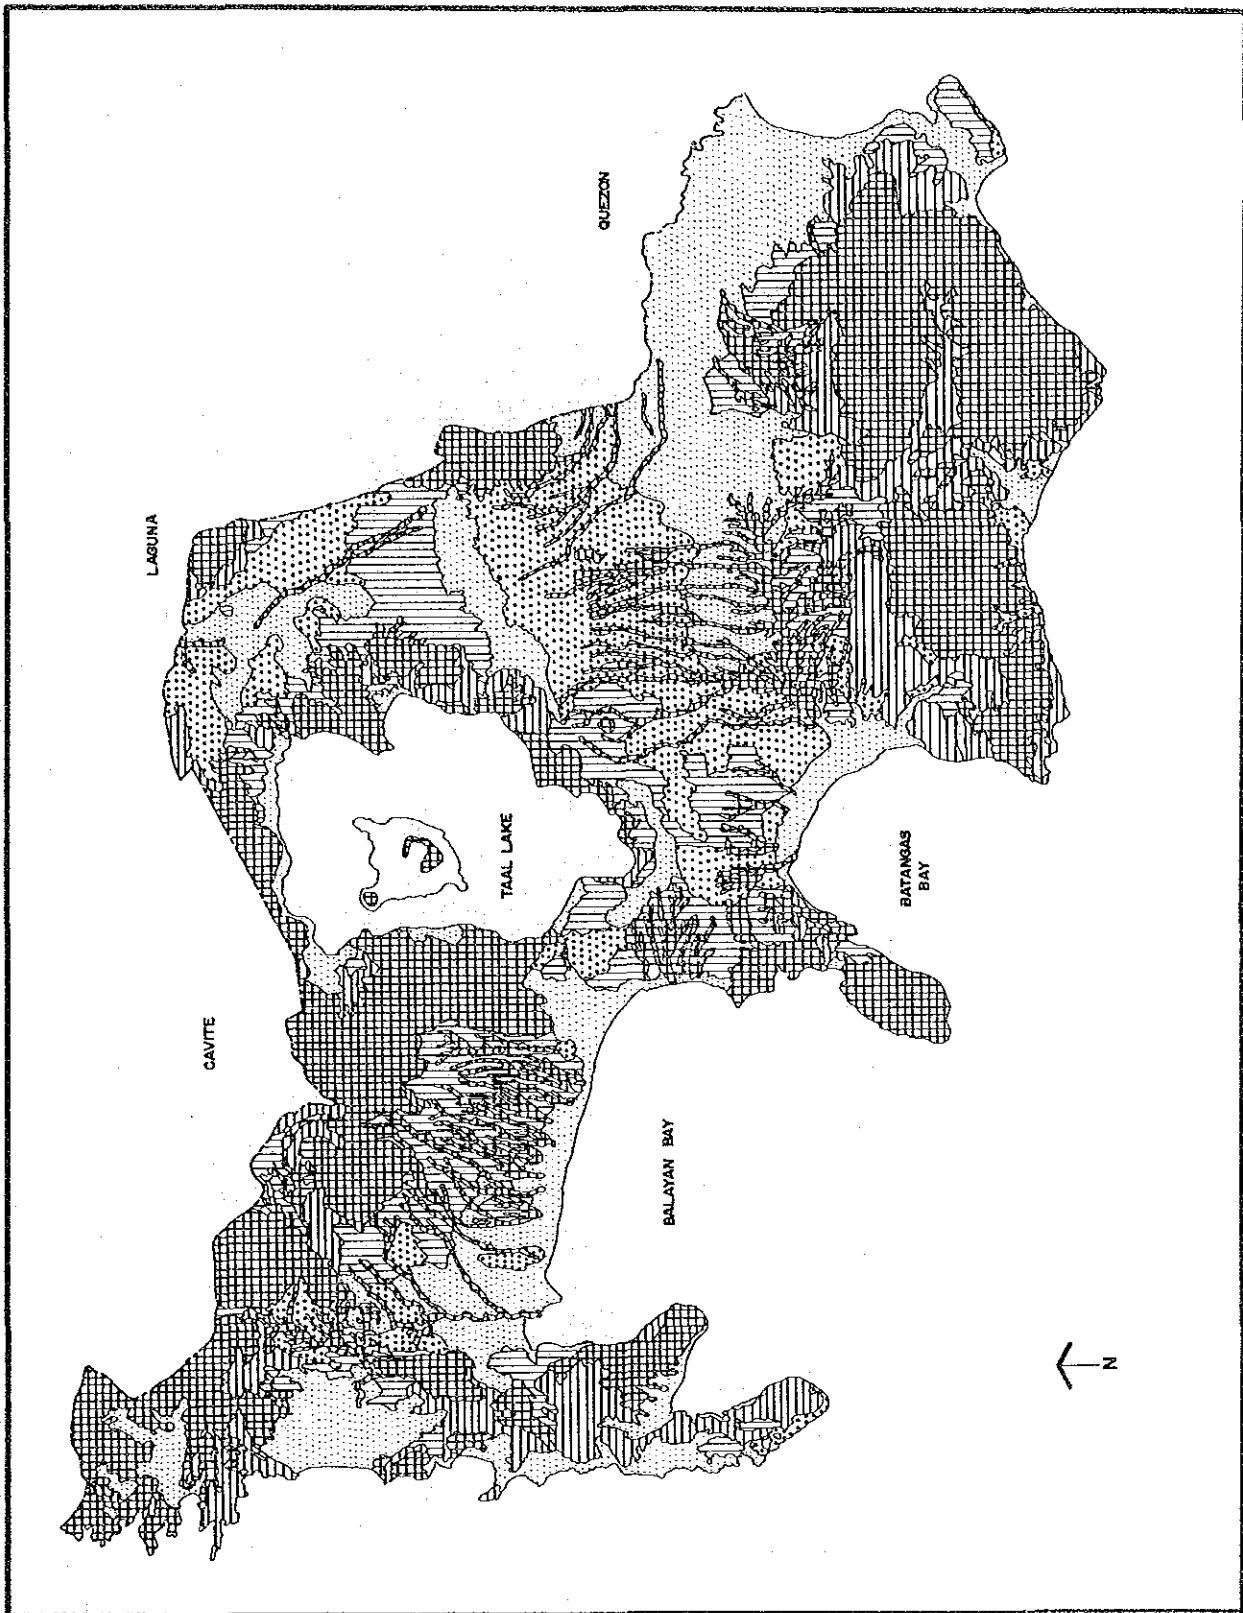 LAGUNA
QUEZON
CAVITE
TAAL LAKE
BATANGAS
BAY
BALAYAN BAY
N